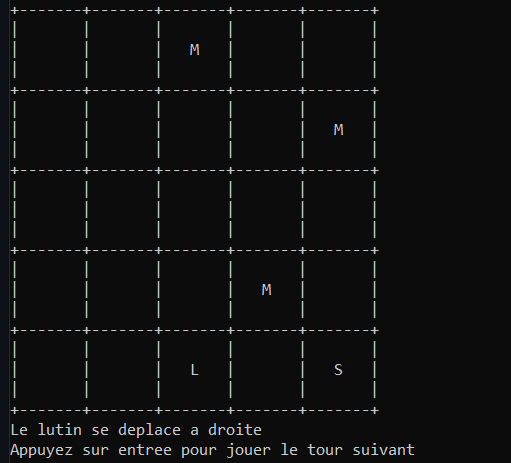 M
M
M
L S
Le lutin se deplace a droite
Appuyez sur entree pour jouer le tour suivant